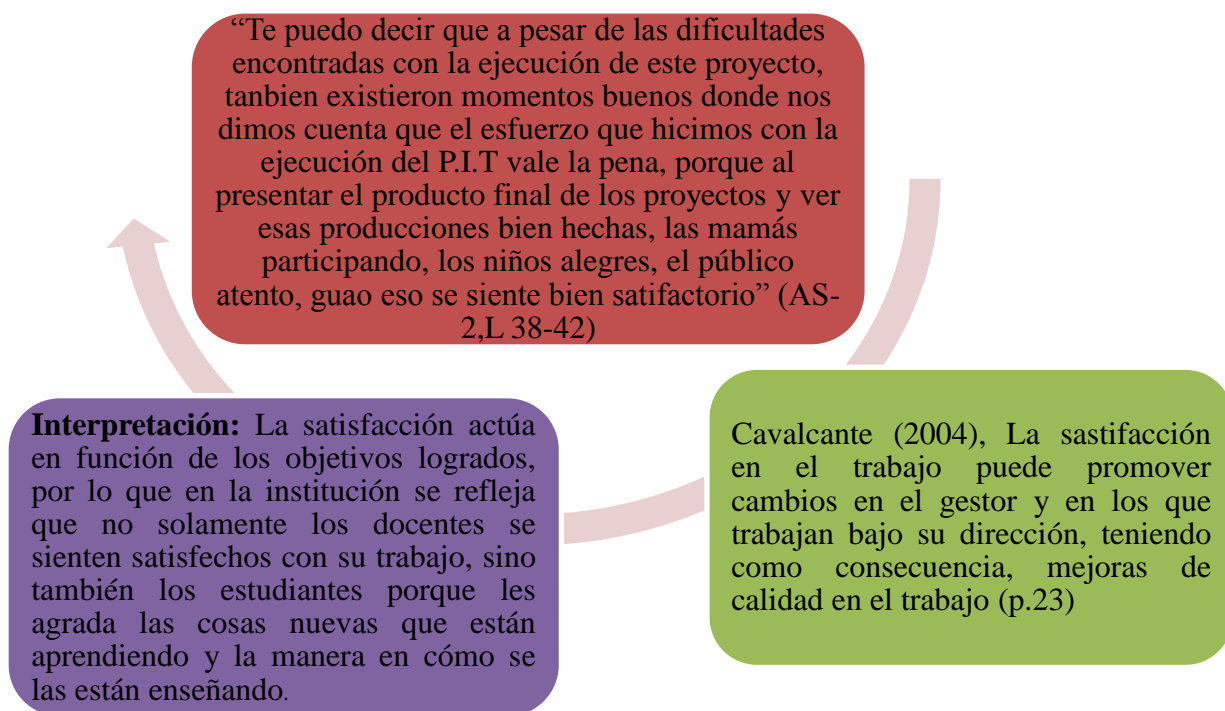 “Te puedo decir que a pesar de las dificultades
encontradas con la ejecución de este proyecto,
tanbien existieron momentos buenos donde nos
dimos cuenta que el esfuerzo que hicimos con la
ejecución del P.I.T vale la pena, porque al
presentar el producto final de los proyectos y ver
esas producciones bien hechas, las mamás
participando, los niños alegres, el público
atento, guao eso se siente bien satifactorio” (AS-
2,L 38-42)
Cavalcante (2004), La sastifacción
en el trabajo puede promover
cambios en el gestor y en los que
trabajan bajo su dirección, teniendo
como consecuencia, mejoras de
calidad en el trabajo (p.23)
Interpretación: La satisfacción actúa
en función de los objetivos logrados,
por lo que en la institución se refleja
que no solamente los docentes se
sienten satisfechos con su trabajo, sino
también los estudiantes porque les
agrada las cosas nuevas que están
aprendiendo y la manera en cómo se
las están enseñando.